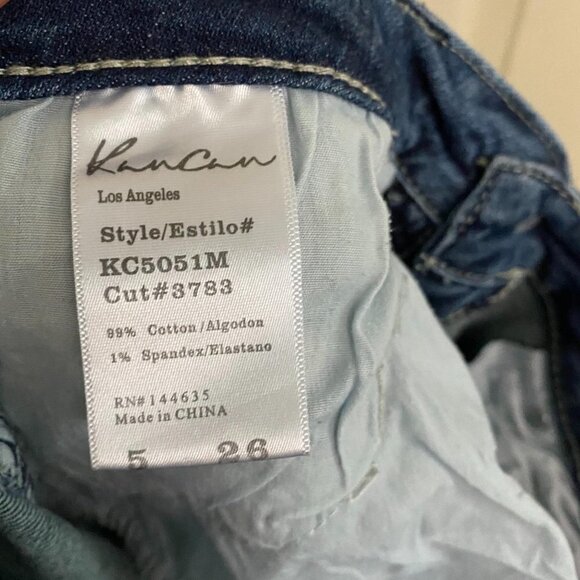 KanCan
Los Angeles
Style/Estilo#
KC5051M
Cut#3783
99% Cotton/Algodon
1% Spandex/Elastano
RN#144635
Made in CHINA
5 26